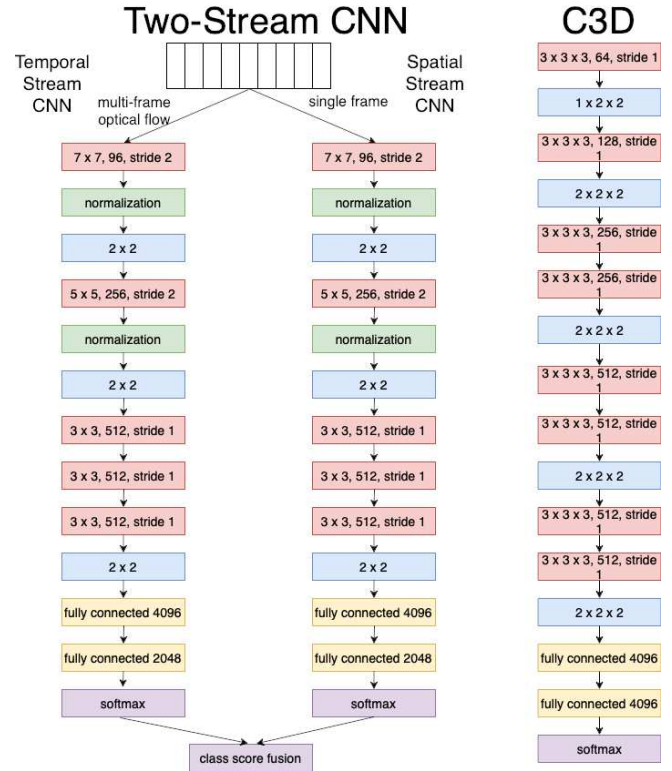 Two-Stream CNN
Temporal
Stream
CNN
multi-frame
optical flow
single frame
Spatial
Stream
CNN
7 x 7, 96, stride 2
normalization
2 x 2
5 x 5, 256, stride 2
normalization
2 x 2
3 x 3, 512, stride 1
3 x 3, 512, stride 1
3 x 3, 512, stride 1
2 x 2
fully connected 4096
fully connected 2048
softmax
7 x 7, 96, stride 2
normalization
2 x 2
5 x 5, 256, stride 2
normalization
2 x 2
3 x 3, 512, stride 1
3 x 3, 512, stride 1
3 x 3, 512, stride 1
2 x 2
fully connected 4096
fully connected 2048
softmax
class score fusion
C3D
3 x 3 x 3, 64, stride 1
1 x 2 x 2
3 x 3 x 3, 128, stride
1
2 x 2 x 2
3 x 3 x 3, 256, stride
1
3 x 3 x 3, 256, stride
1
2 x 2 x 2
3 x 3 x 3, 512, stride
1
3 x 3 x 3, 512, stride
1
2 x 2 x 2
3 x 3 x 3, 512, stride
1
3 x 3 x 3, 512, stride
1
2 x 2 x 2
fully connected 4096
fully connected 4096
softmax